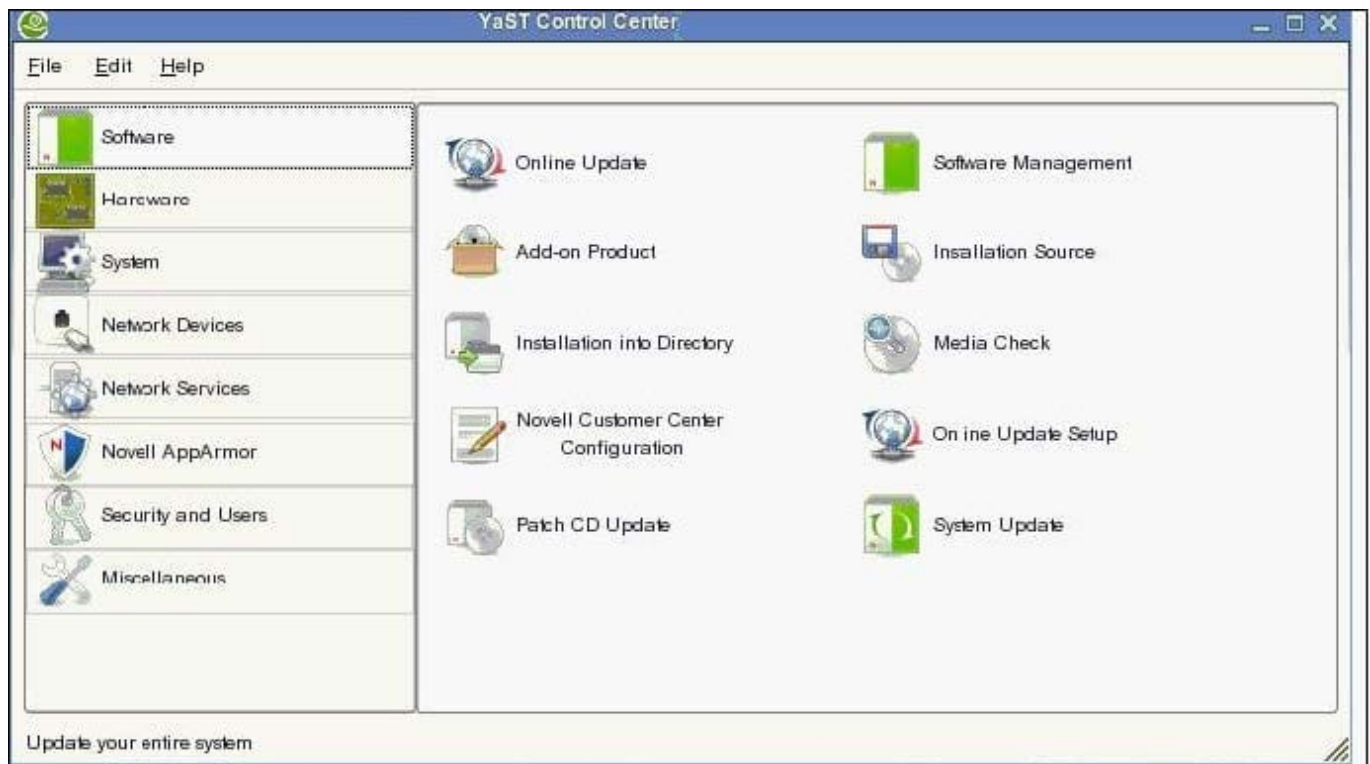 YaST Control Center
File Edit Help
Software
Hardware
System
Network Devices
Network Services
Novell AppArmor
Security and Users
Miscellaneous
Online Update
Software Management
Add-on Product
Insallation Source
Installation into Directory
Media Check
Novell Customer Center
Configuration
On ine Update Setup
Patch CD Update
System Update
Update your entire system